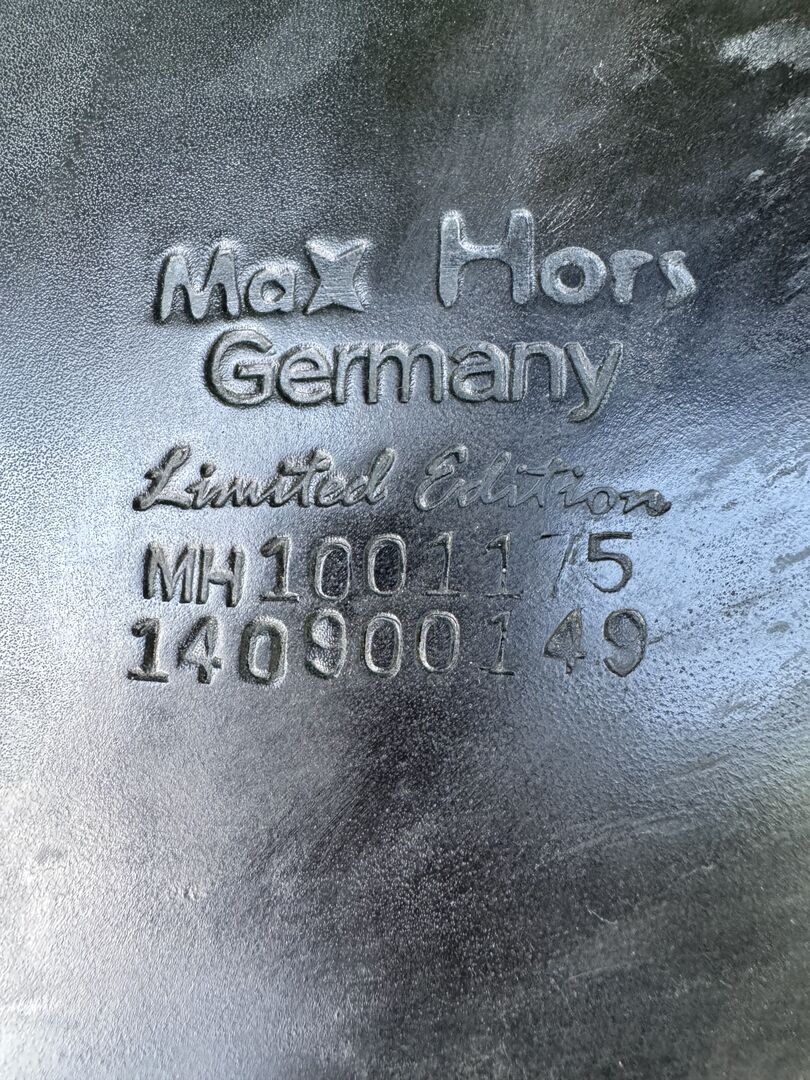 Max Hors
Germany
Limited Edition
MH1001175
140900149